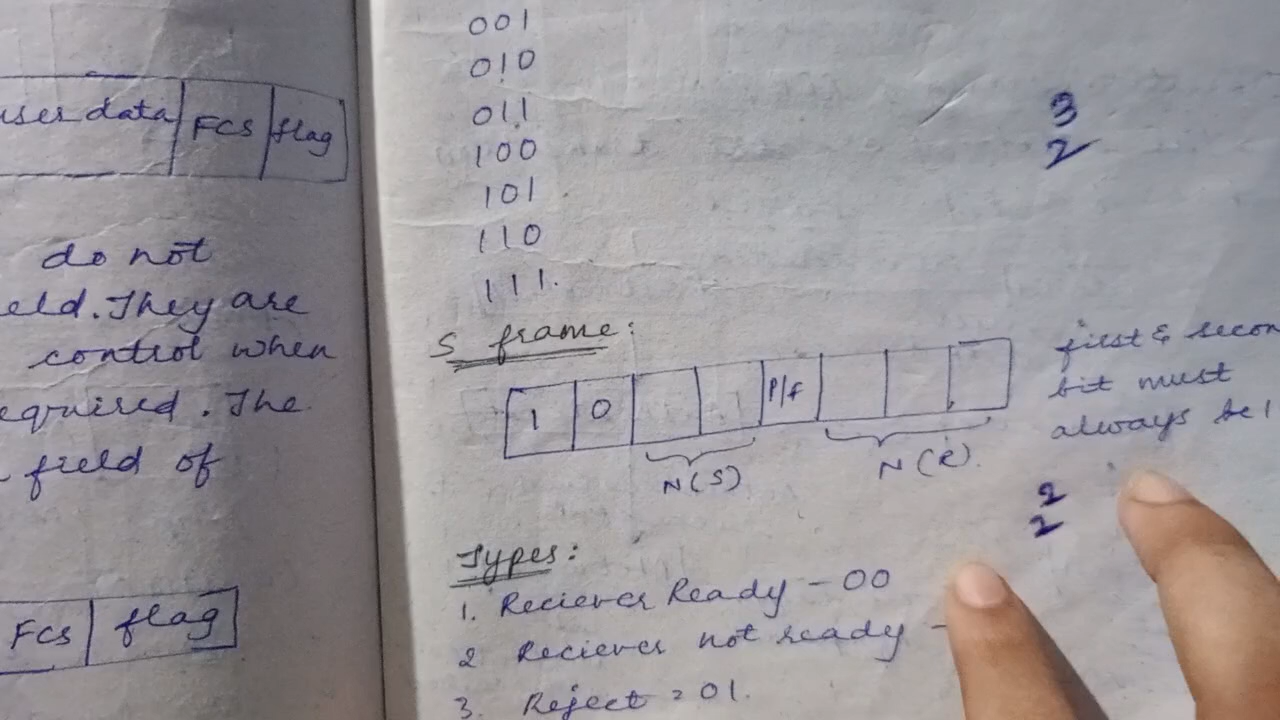 user data FCS flag
do not
eld. They are
control when
equired. The
field of
FCS flag
001
010
011
100
101
110
111.
3
2
S frame:
1 0 P/f
N(S) N(R).
first & secon
bit must
always be 1
2
2
Types:
1. Reciever Ready - 00
2 Reciever not ready -
3. Reject = 01.